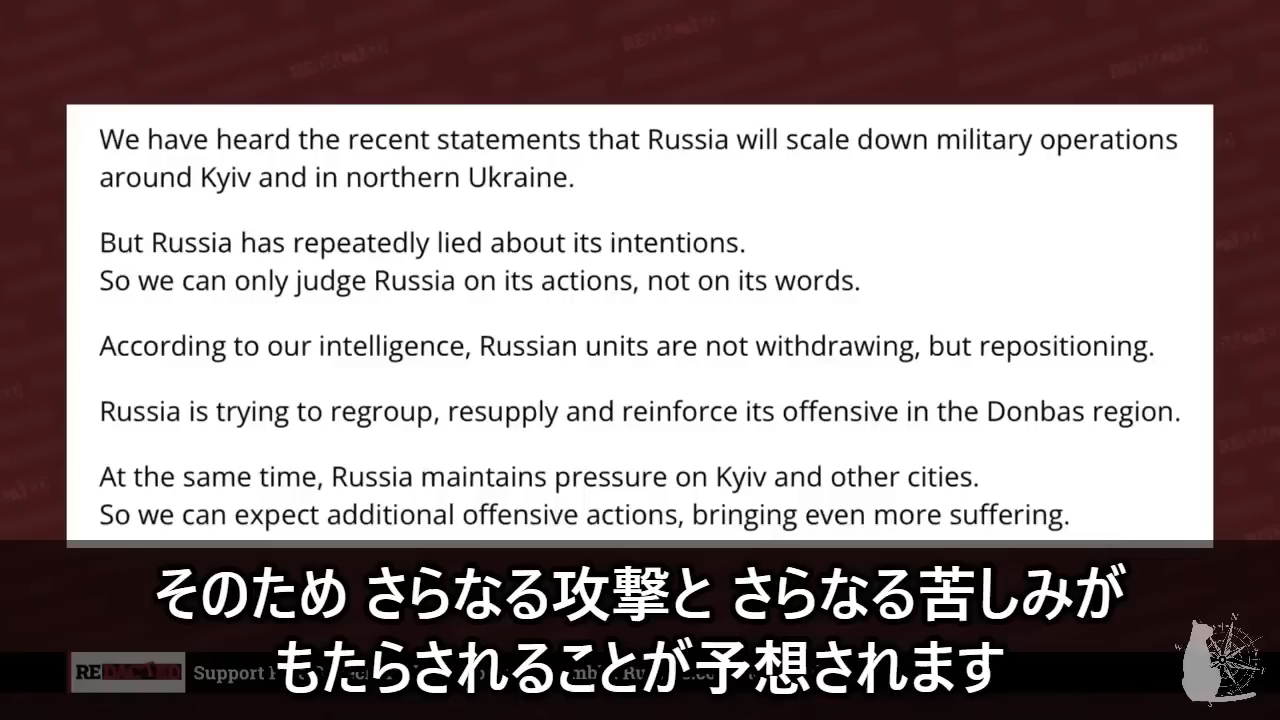 We have heard the recent statements that Russia will scale down military operations
around Kyiv and in northern Ukraine.
But Russia has repeatedly lied about its intentions.
So we can only judge Russia on its actions, not on its words.
According to our intelligence, Russian units are not withdrawing, but repositioning.
Russia is trying to regroup, resupply and reinforce its offensive in the Donbas region.
At the same time, Russia maintains pressure on Kyiv and other cities.
So we can expect additional offensive actions, bringing even more suffering.
そのため さらなる攻撃と さらなる苦しみが
もたらされることが予想されます
REDACTED
Support